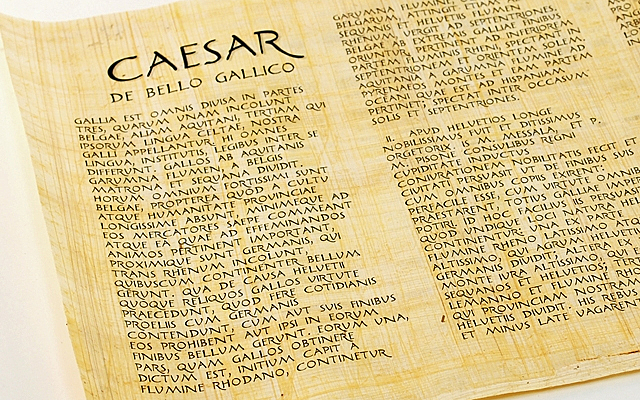 CAESAR
DE BELLO GALLICO
GALLIA EST OMNIS DIVISA IN PARTES
TRES, QUARUM UNAM INCOLUNT
BELGAE, ALIAM AQUITANI, TERTIAM QUI
IPSORUM LINGUA CELTAE, NOSTRA
GALLI APPELLANTUR. HI OMNES
LINGUA, INSTITUTIS, LEGIBUS INTER SE
DIFFERUNT. GALLOS AB AQUITANIS
GARUMNA FLUMEN, A BELGIS
MATRONA ET SEQUANA DIVIDIT.
HORUM OMNIUM FORTISSIMI SUNT
BELGAE, PROPTEREA QUOD A CULTU
ATQUE HUMANITATE PROVINCIAE
LONGISSIME ABSUNT, MINIMEQUE AD
EOS MERCATORES SAEPE COMMEANT
ATQUE EA QUAE AD EFFEMINANDOS
ANIMOS PERTINENT IMPORTANT,
PROXIMIQUE SUNT GERMANIS, QUI
TRANS RHENUM INCOLUNT,
QUIBUSCUM CONTINENTER BELLUM
GERUNT. QUA DE CAUSA HELVETII
QUOQUE RELIQUOS GALLOS VIRTUTE
PRAECEDUNT, QUOD FERE COTIDIANIS
PROELIIS CUM GERMANIS
CONTENDUNT, CUM AUT SUIS FINIBUS
EOS PROHIBENT AUT IPSI IN EORUM
FINIBUS BELLUM GERUNT. EORUM UNA,
PARS, QUAM GALLOS OBTINERE
DICTUM EST, INITIUM CAPIT A
FLUMINE RHODANO, CONTINETUR
GARUMNA FLUMINE,
BELGARUM ATTINGIT
SEQUANIS ET HELVETIIS FLUMEN
RHENUM, VERGIT AD SEPTENTRIONES.
BELGAE AB EXTREMIS GALLIAE FINIBUS
ORIUNTUR, PERTINENT AD INFERIOREM
PARTEM FLUMINIS RHENI, SPECTANT IN
SEPTENTRIONEM ET ORIENTEM SOLEM.
AQUITANIA A GARUMNA FLUMINE AD
PYRENAEOS MONTES ET EAM PARTEM
OCEANI QUAE EST AD HISPANIAM
PERTINET; SPECTAT INTER OCCASUM
SOLIS ET SEPTENTRIONES.
II. APUD HELVETIOS LONGE
NOBILISSIMUS FUIT ET DITISSIMUS
ORGETORIX. IS M. MESSALA, ET P.
PISONE CONSULIBUS REGNI
CUPIDITATE INDUCTUS
CONIURATIONEM NOBILITATIS FECIT ET
CIVITATI PERSUASIT UT DE FINIBUS SUIS
CUM OMNIBUS COPIIS EXIRENT:
PERFACILE ESSE, CUM VIRTUTE OMNIBUS
PRAESTARENT, TOTIUS GALLIAE IMPERIO
POTIRI. ID HOC FACILIUS IIS PERSUASIT,
QUOD UNDIQUE LOCI NATURA HELVETII
CONTINENTUR: UNA EX PARTE
FLUMINE RHENO LATISSIMO ATQUE
ALTISSIMO, QUI AGRUM HELVETIUM A
GERMANIS DIVIDIT, ALTERA EX PARTE
MONTE IURA ALTISSIMO, QUI EST INTER
SEQUANOS ET HELVETIOS,
LEMANNO ET FLUMINE RHODANO,
QUI PROVINCIAM NOSTRAM AB
HELVETIIS DIVIDIT. HIS REBUS FIEBAT
ET MINUS LATE VAGARENTUR